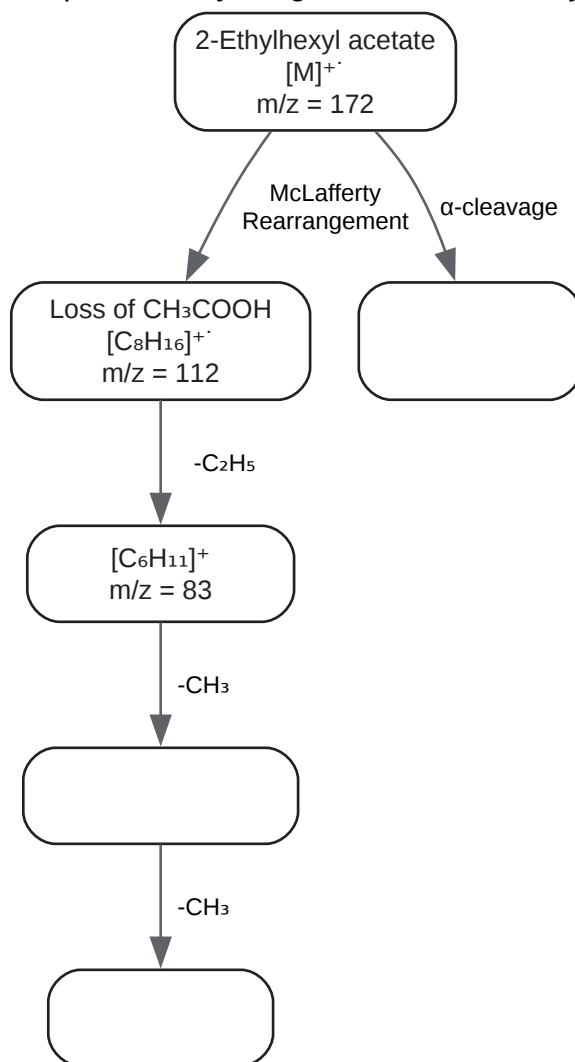 2-Ethylhexyl acetate
[M]⁺˙
m/z = 172
McLafferty
Rearrangement
α-cleavage
Loss of CH₃COOH
[C₈H₁₆]⁺˙
m/z = 112
-C₂H₅
[C₆H₁₁]⁺
m/z = 83
-CH₃
-CH₃